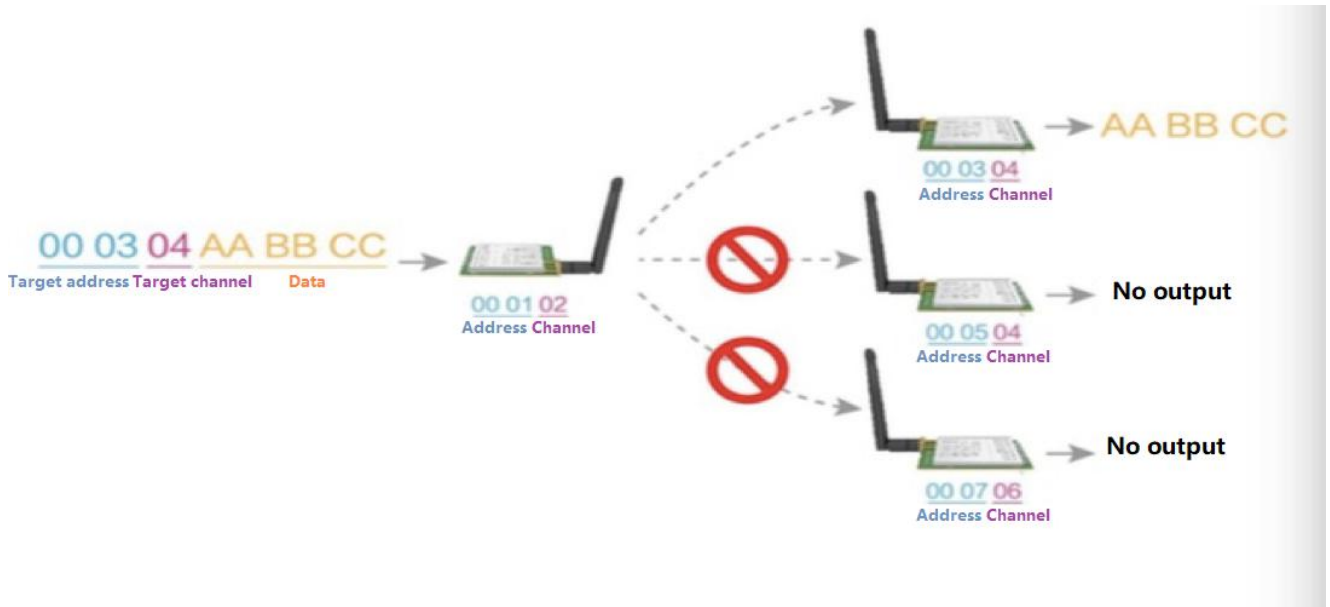 00 03 04 AA BB CC
Target address Target channel Data
00 01 02
Address Channel
AA BB CC
00 03 04
Address Channel
No output
00 05 04
Address Channel
No output
00 07 06
Address Channel